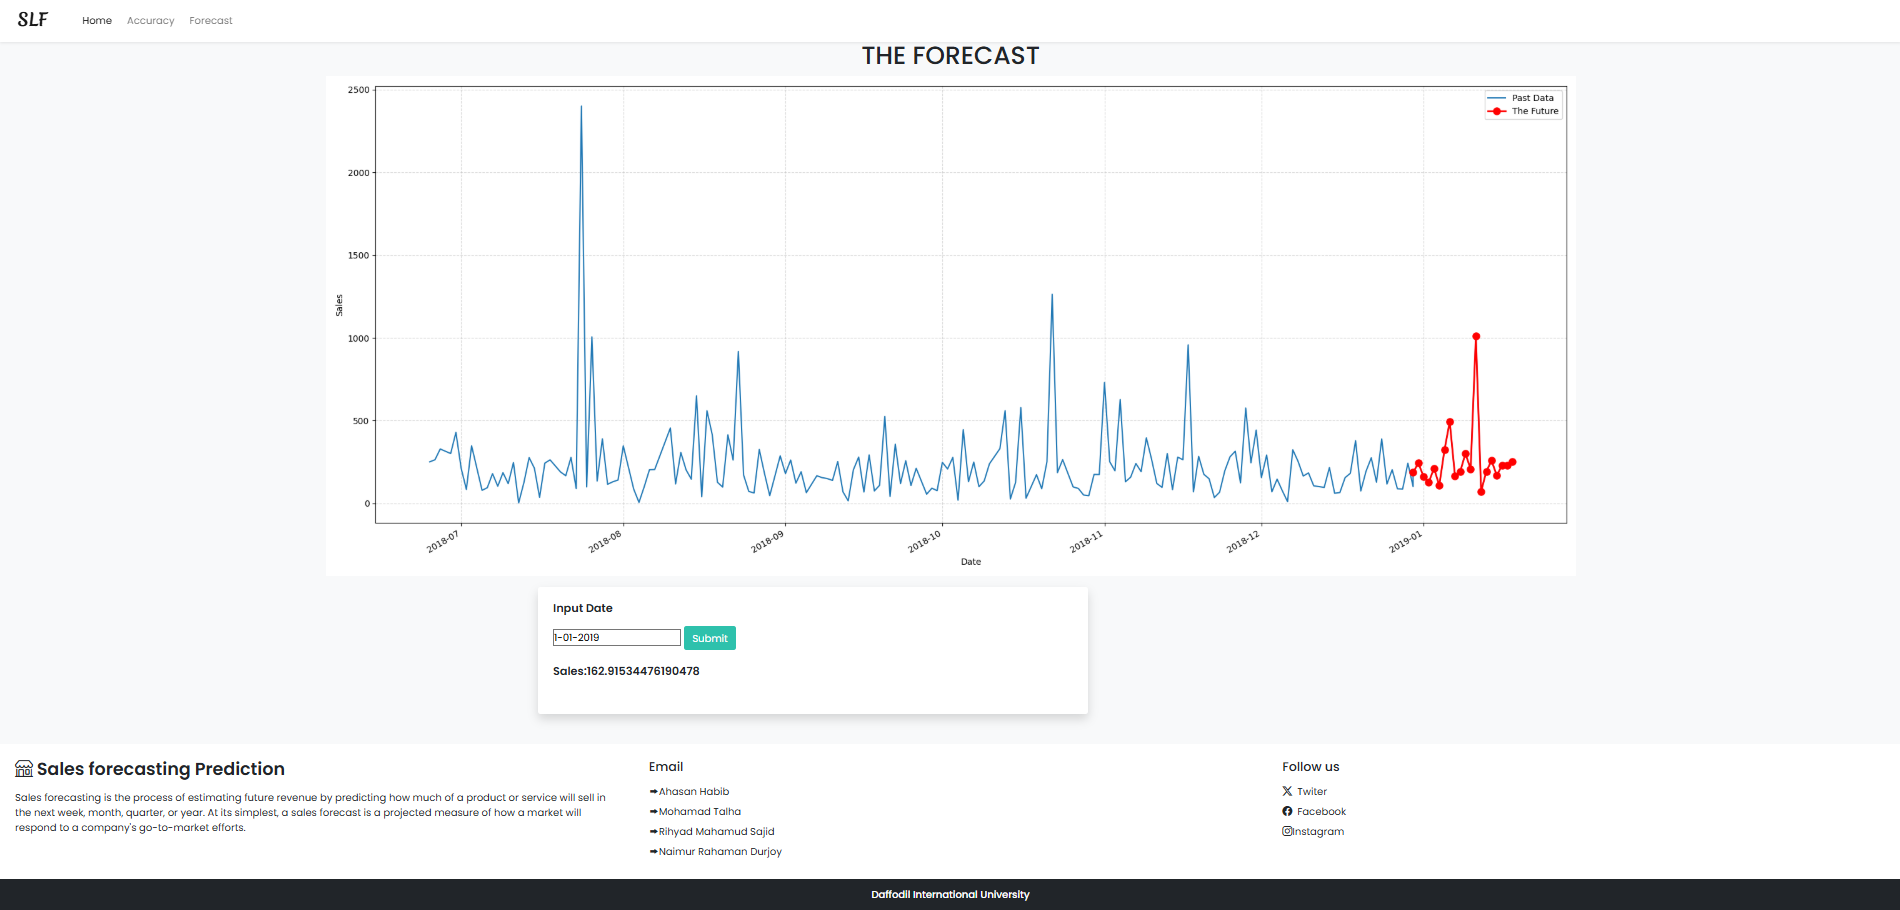 SLF Home Accuracy Forecast
THE FORECAST
2500
2000
1500
1000
500
0
Sales
Past Data
The Future
2018-07 2018-08 2018-09 2018-10 2018-11 2018-12 2019-01
Date
Input Date
1-01-2019 Submit
Sales:162.91534476190478
Sales forecasting Prediction
Sales forecasting is the process of estimating future revenue by predicting how much of a product or service will sell in
the next week, month, quarter, or year. At its simplest, a sales forecast is a projected measure of how a market will
respond to a company's go-to-market efforts.
Email
➡Ahasan Habib
➡Mohamad Talha
➡Rihyad Mahamud Sajid
➡Naimur Rahaman Durjoy
Follow us
Twiter
Facebook
Instagram
Daffodil International University